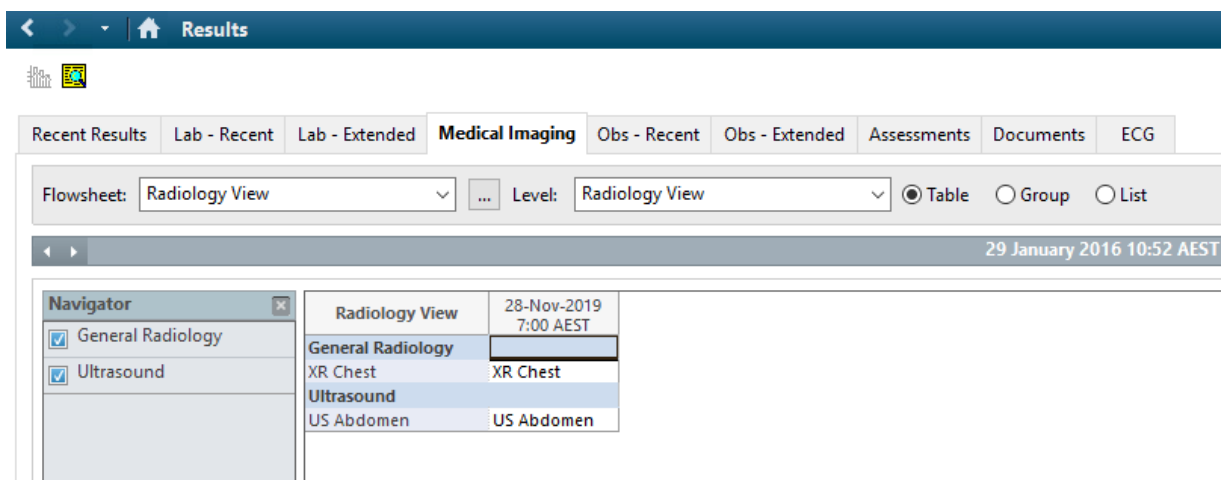 Results
Recent Results Lab - Recent Lab - Extended Medical Imaging Obs - Recent Obs - Extended Assessments Documents ECG
Flowsheet: Radiology View ... Level: Radiology View Table Group List
29 January 2016 10:52 AEST
Navigator
General Radiology
Ultrasound
Radiology View 28-Nov-2019
7:00 AEST
General Radiology
XR Chest XR Chest
Ultrasound
US Abdomen US Abdomen